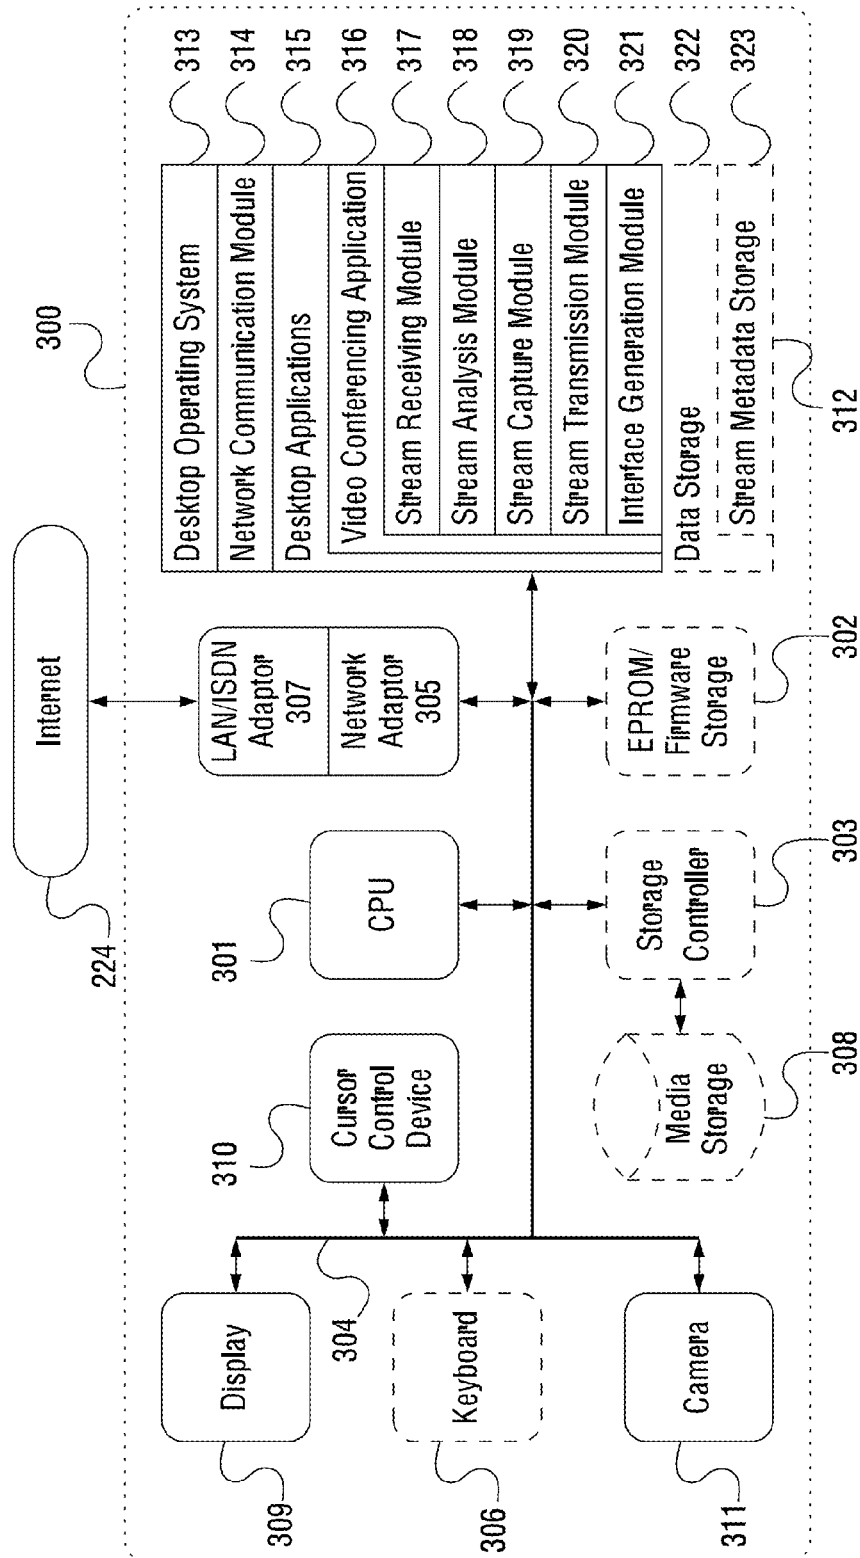 300
Internet
224
Display
309
Keyboard
306
Camera
311
304
Cursor
Control
Device
310
CPU
301
LAN/ISDN
Adaptor
307
Network
Adaptor
305
Media
Storage
308
Storage
Controller
303
EPROM/
Firmware
Storage
302
Desktop Operating System
313
Network Communication Module
314
Desktop Applications
315
Video Conferencing Application
316
Stream Receiving Module
317
Stream Analysis Module
318
Stream Capture Module
319
Stream Transmission Module
320
Interface Generation Module
321
Data Storage
322
Stream Metadata Storage
323
312